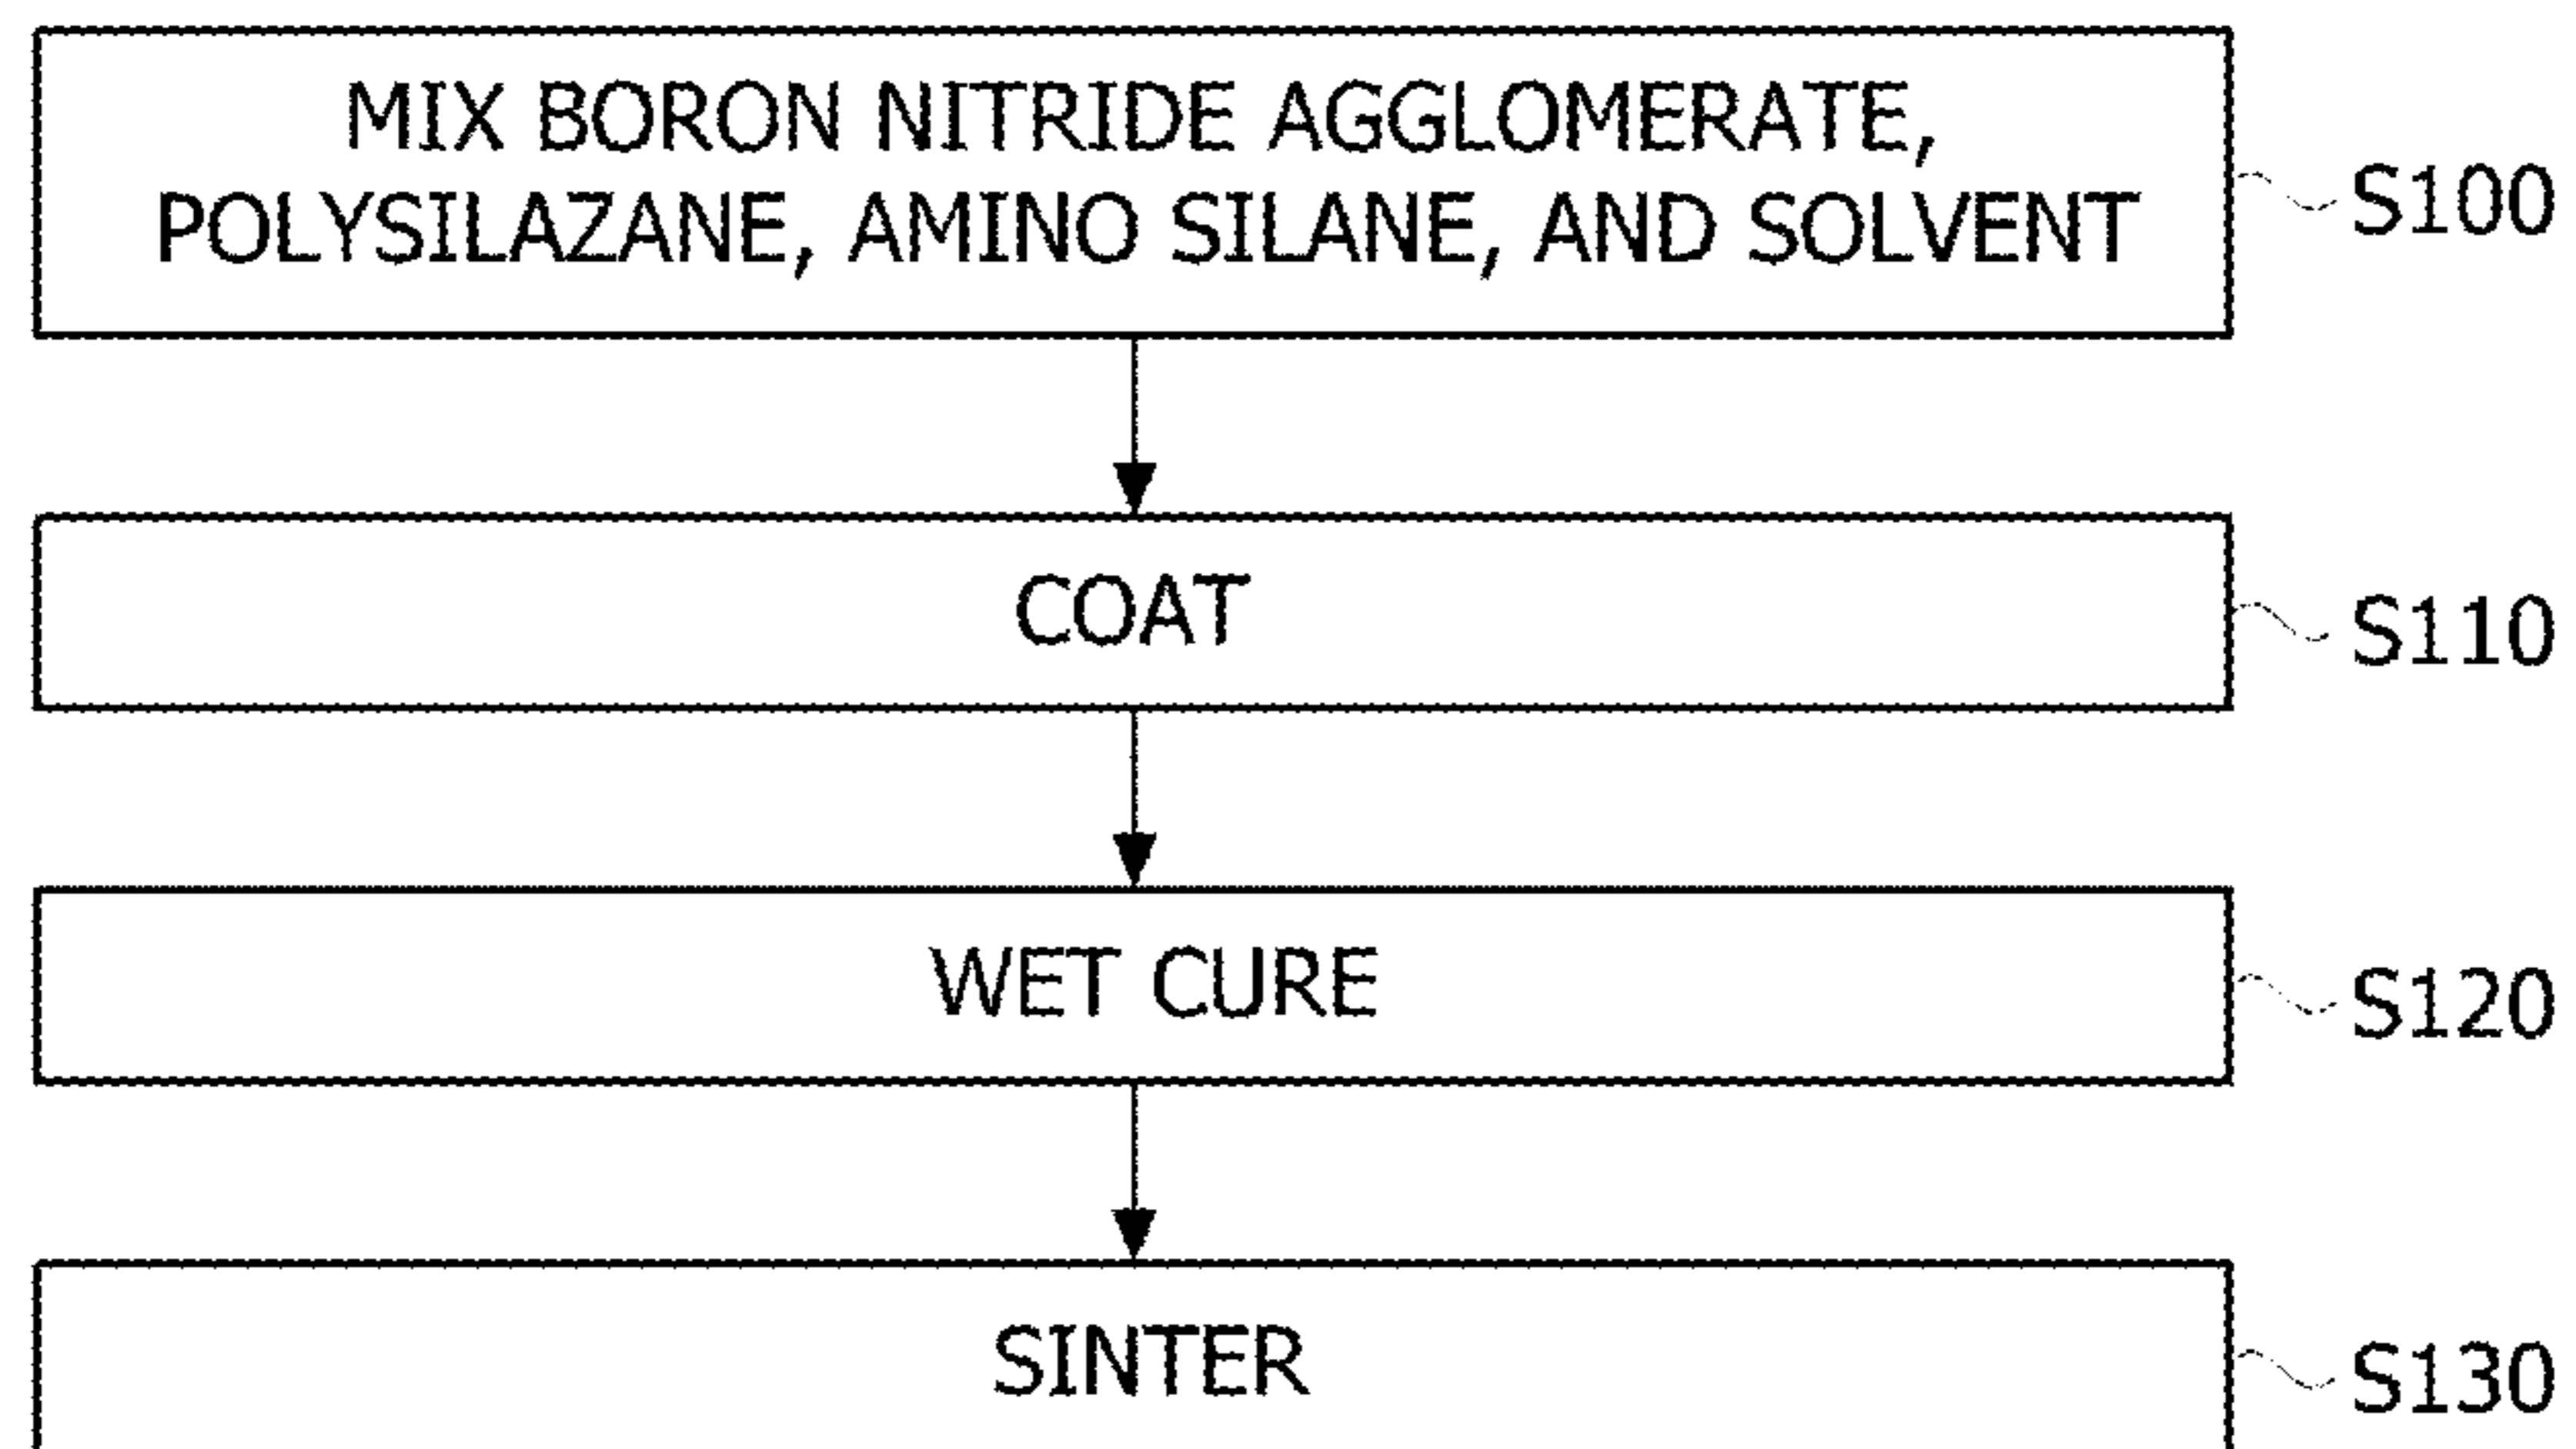 MIX BORON NITRIDE AGGLOMERATE,
POLYSILAZANE, AMINO SILANE, AND SOLVENT
S100
COAT
S110
WET CURE
S120
SINTER
S130